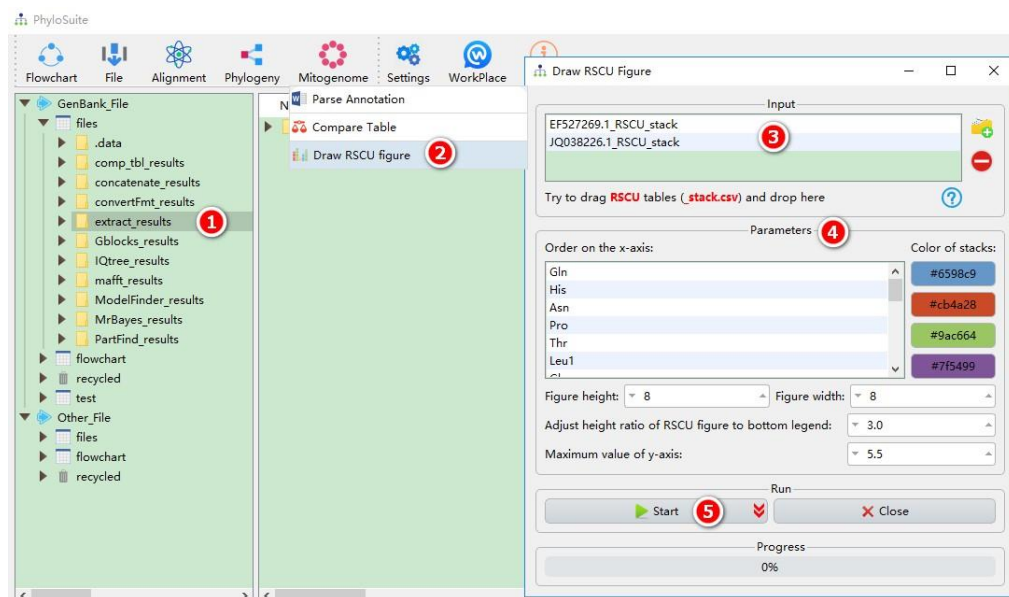 PhyloSuite
Flowchart File Alignment Phylogeny Mitogenome Settings WorkPlace
GenBank_File
files
.data
comp_tbl_results
concatenate_results
convertFmt_results
extract_results 1
Gblocks_results
IQtree_results
mafft_results
ModelFinder_results
MrBayes_results
PartFind_results
flowchart
recycled
test
Other_File
files
flowchart
recycled
N
Parse Annotation
Compare Table
Draw RSCU figure 2
Draw RSCU Figure
Input
EF527269.1_RSCU_stack
JQ038226.1_RSCU_stack
3
Try to drag RSCU tables (_stack.csv) and drop here
Parameters 4
Order on the x-axis: Color of stacks:
Gln
His
Asn
Pro
Thr
Leu1
#6598c9
#cb4a28
#9ac664
#7f5499
Figure height: 8 Figure width: 8
Adjust height ratio of RSCU figure to bottom legend: 3.0
Maximum value of y-axis: 5.5
Run
Start 5 Close
Progress
0%